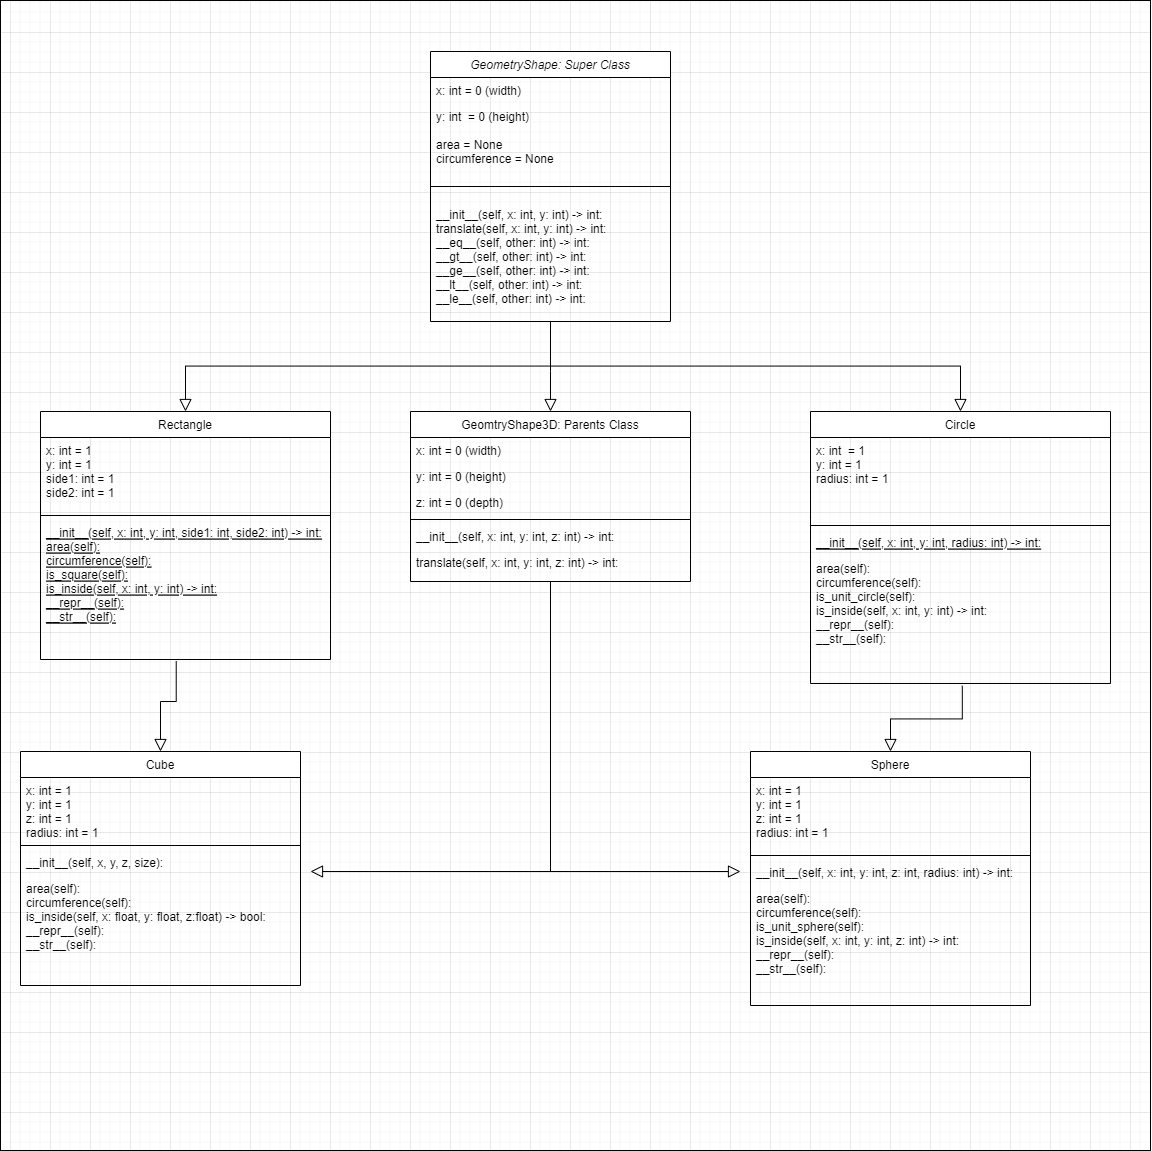 GeometryShape: Super Class
x: int = 0 (width)
y: int  = 0 (height)
area = None
circumference = None
__init__(self, x: int, y: int) -> int:
translate(self, x: int, y: int) -> int:
__eq__(self, other: int) -> int:
__gt__(self, other: int) -> int:
__ge__(self, other: int) -> int:
__lt__(self, other: int) -> int:
__le__(self, other: int) -> int:
Rectangle
x: int = 1
y: int = 1
side1: int = 1
side2: int = 1
__init__(self, x: int, y: int, side1: int, side2: int) -> int:
area(self):
circumference(self):
is_square(self):
is_inside(self, x: int, y: int) -> int:
__repr__(self):
__str__(self):
GeomtryShape3D: Parents Class
x: int = 0 (width)
y: int = 0 (height)
z: int = 0 (depth)
__init__(self, x: int, y: int, z: int) -> int:
translate(self, x: int, y: int, z: int) -> int:
Circle
x: int  = 1
y: int = 1
radius: int = 1
__init__(self, x: int, y: int, radius: int) -> int:
area(self):
circumference(self):
is_unit_circle(self):
is_inside(self, x: int, y: int) -> int:
__repr__(self):
__str__(self):
Cube
x: int = 1
y: int = 1
z: int = 1
radius: int = 1
__init__(self, x, y, z, size):
area(self):
circumference(self):
is_inside(self, x: float, y: float, z:float) -> bool:
__repr__(self):
__str__(self):
Sphere
x: int = 1
y: int = 1
z: int = 1
radius: int = 1
__init__(self, x: int, y: int, z: int, radius: int) -> int:
area(self):
circumference(self):
is_unit_sphere(self):
is_inside(self, x: int, y: int, z: int) -> int:
__repr__(self):
__str__(self):